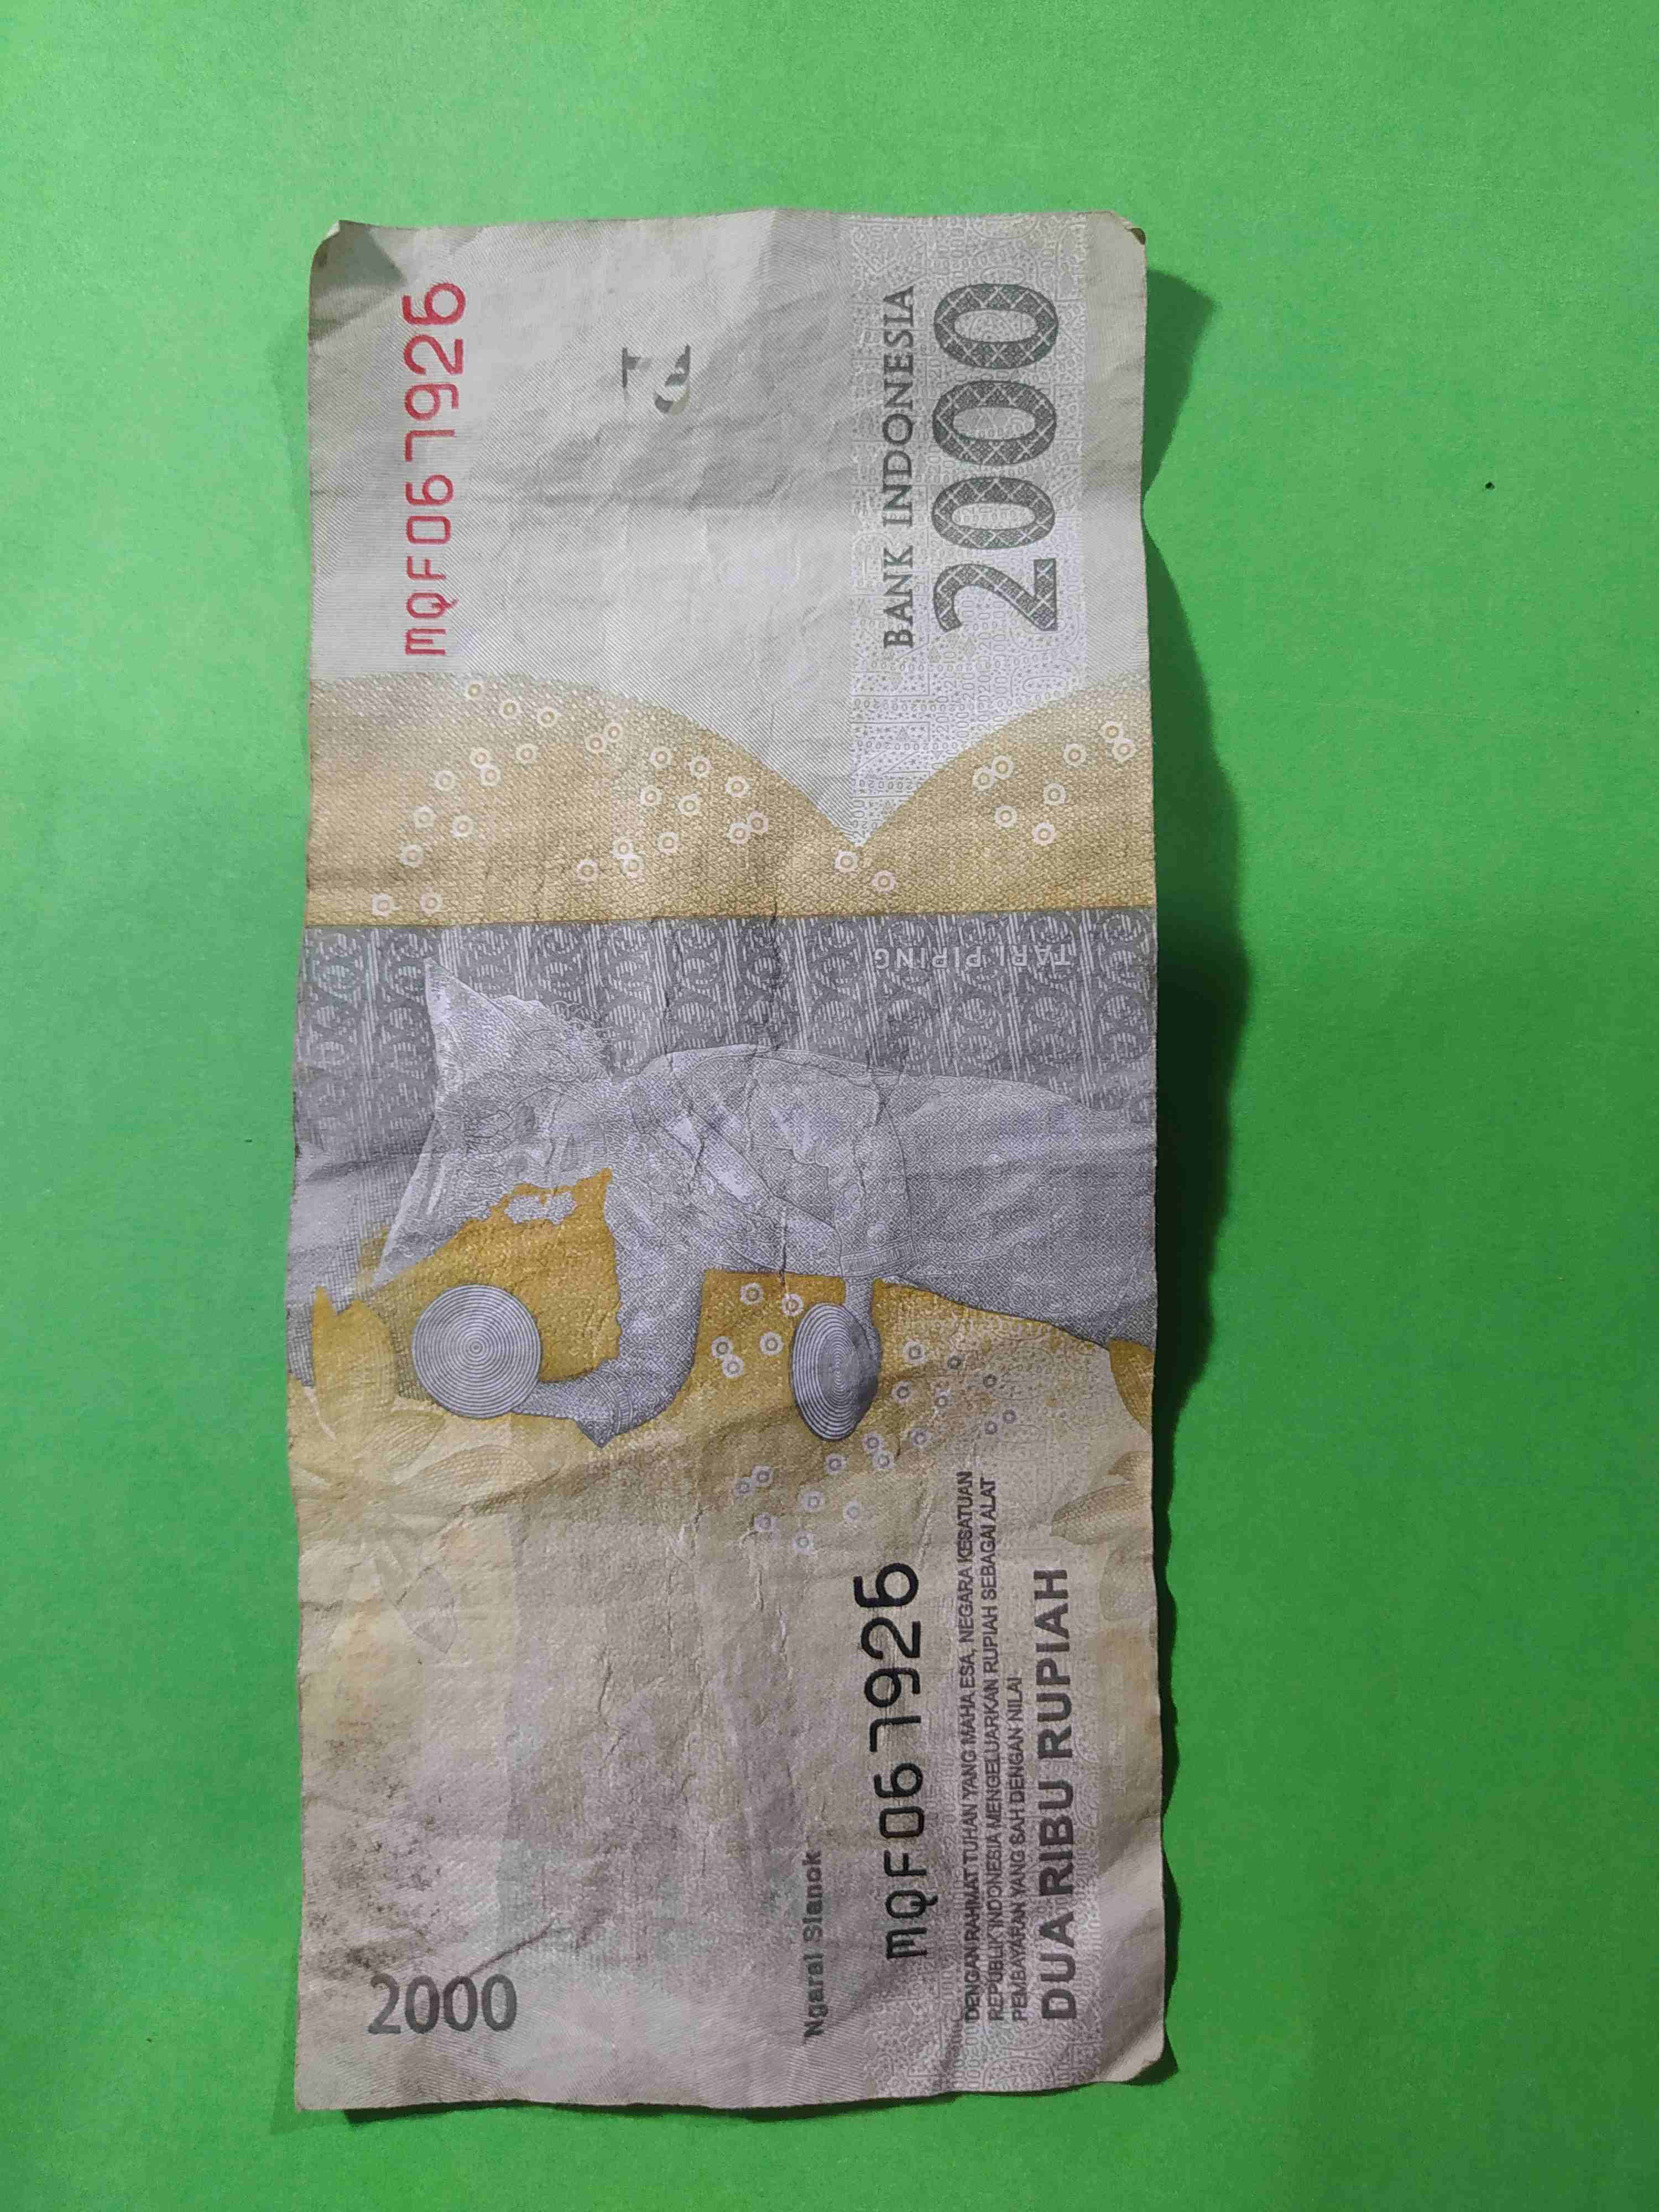 2000
Ngarai Sianok
MQF067926
DENGAN RAHMAT TUHAN YANG MAHA ESA, NEGARA KESATUAN
REPUBLIK INDONESIA MENGELUARKAN RUPIAH SEBAGAI ALAT
PEMBAYARAN YANG SAH DENGAN NILAI
DUA RIBU RUPIAH
TARI PIRING
MQF067926
BANK INDONESIA
2000